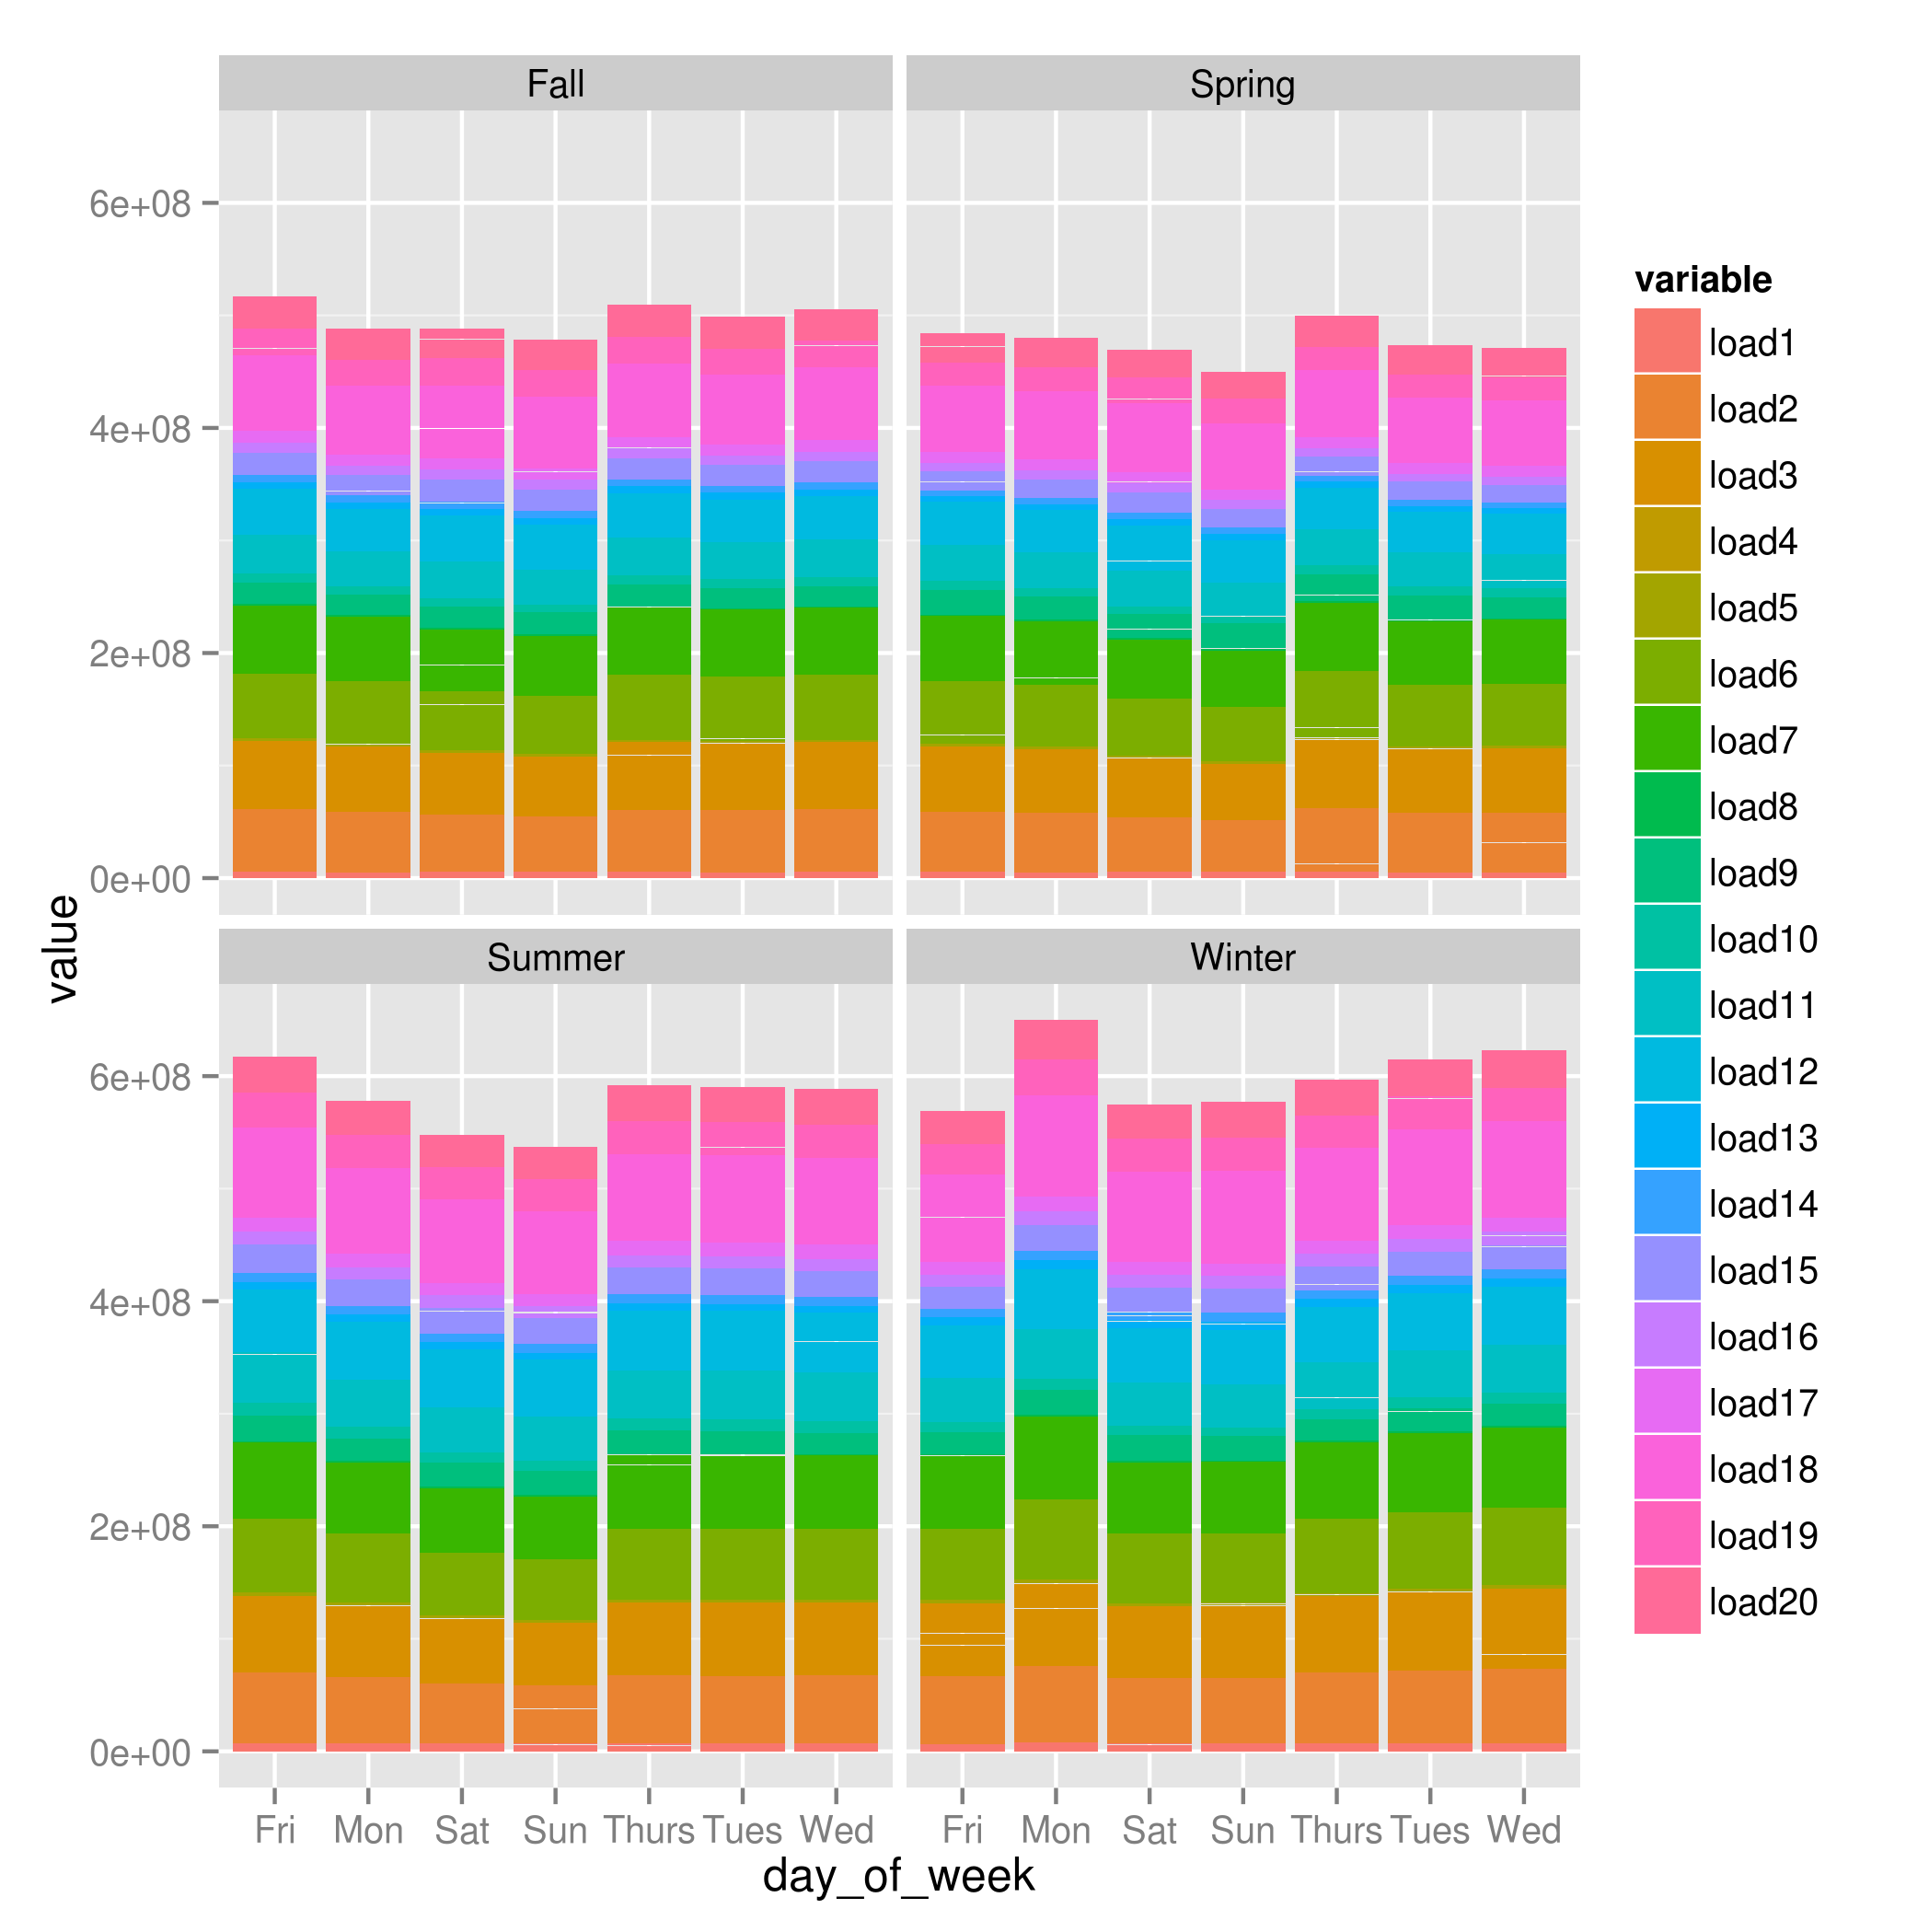 Fall
Spring
6e+08
4e+08
2e+08
0e+00
Summer
Winter
6e+08
4e+08
2e+08
0e+00
Fri Mon Sat Sun Thurs Tues Wed
Fri Mon Sat Sun Thurs Tues Wed
day_of_week
value
variable
load1
load2
load3
load4
load5
load6
load7
load8
load9
load10
load11
load12
load13
load14
load15
load16
load17
load18
load19
load20